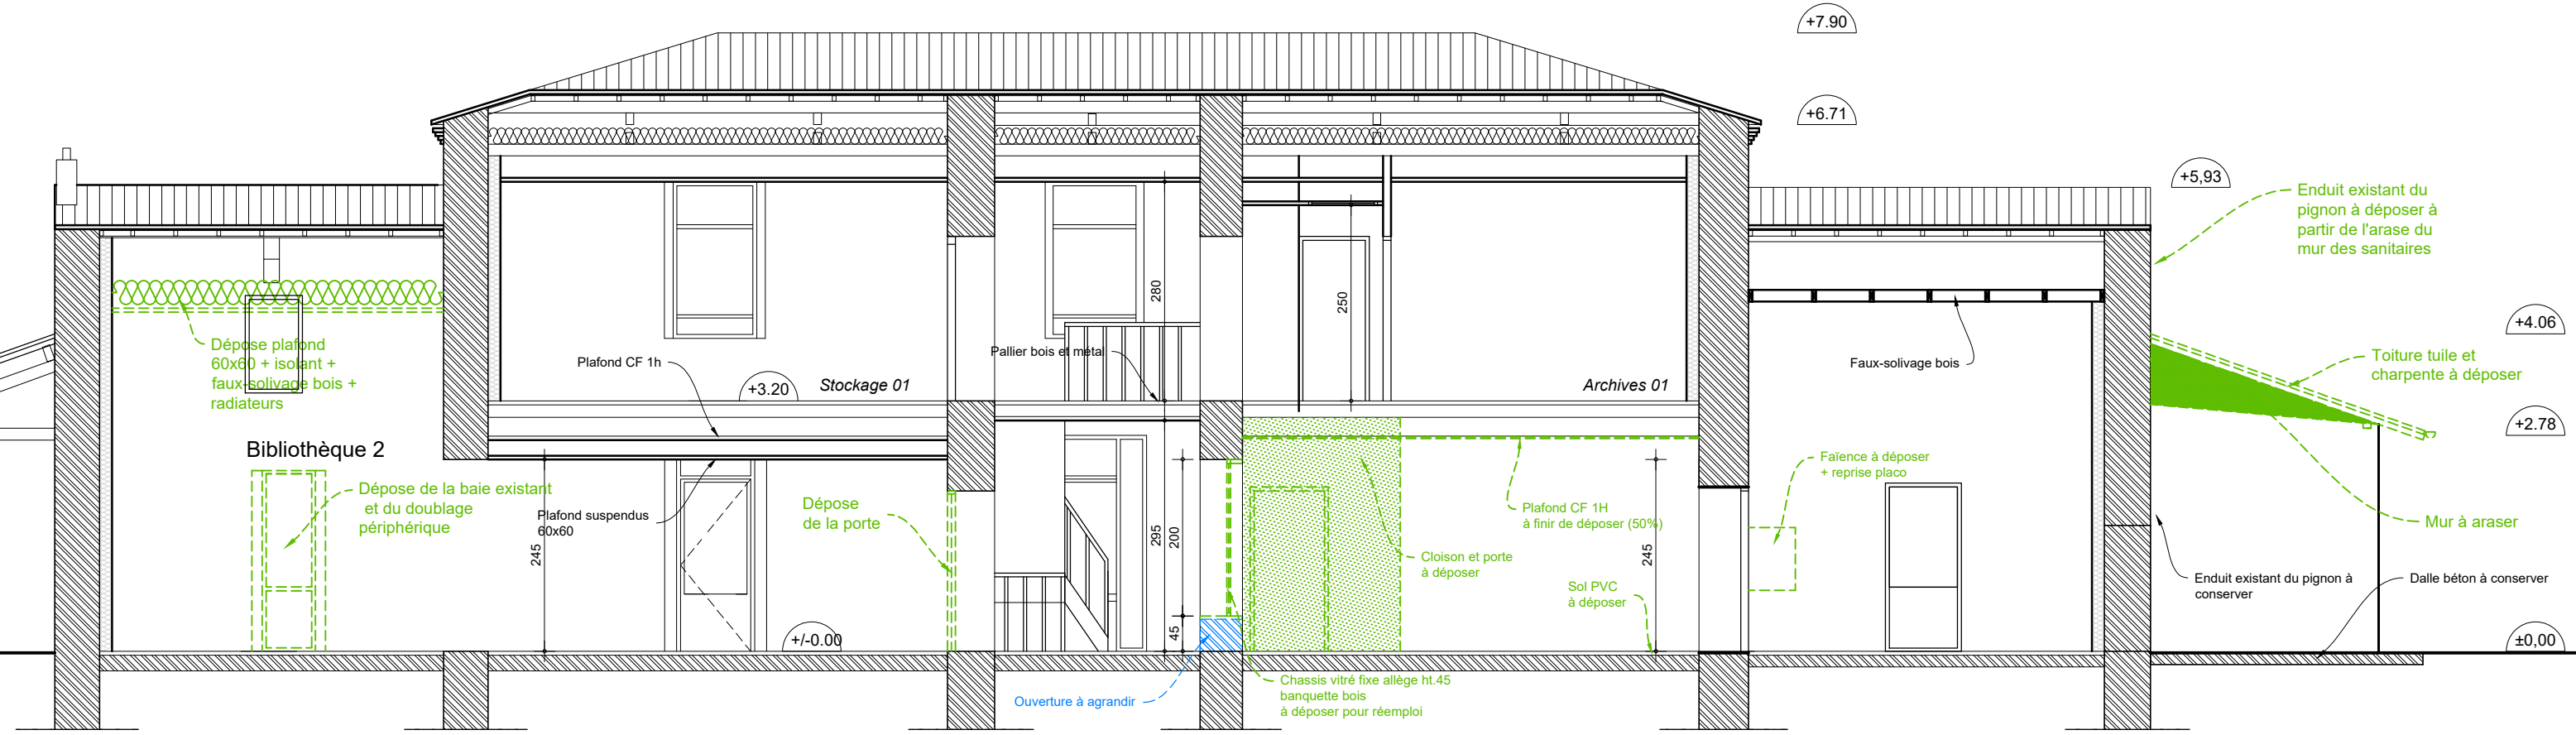 +7.90
+6.71
+5,93
Enduit existant du
pignon à déposer à
partir de l'arase du
mur des sanitaires
280
250
+4.06
Dépose plafond
60x60 + isolant +
faux-solivage bois +
radiateurs
Plafond CF 1h
Pallier bois et métal
Faux-solivage bois
Toiture tuile et
charpente à déposer
+3.20
Stockage 01
Archives 01
+2.78
Bibliothèque 2
Faïence à déposer
+ reprise placo
Dépose de la baie existant
et du doublage
périphérique
Plafond suspendus
60x60
245
Dépose
de la porte
295
200
Plafond CF 1H
à finir de déposer (50%)
245
Mur à araser
Cloison et porte
à déposer
Sol PVC
à déposer
Enduit existant du pignon à
conserver
Dalle béton à conserver
+/-0.00
45
±0,00
Chassis vitré fixe allège ht.45
banquette bois
à déposer pour réemploi
Ouverture à agrandir